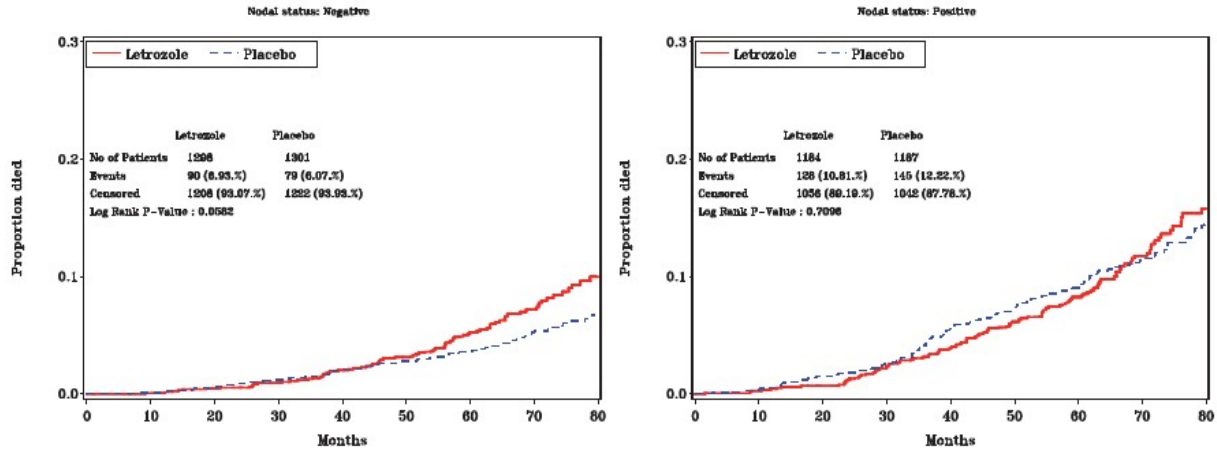 Nodal status: Negative
0.3
Letrozole Placebo
Letrozole Placebo
No of Patients 1298 1301
Events 90 (6.93%) 79 (6.07%)
Censored 1208 (93.07%) 1222 (93.93%)
Log Rank P-Value : 0.0582
0.2
0.1
0.0
Proportion died
0 10 20 30 40 50 60 70 80
Months
Nodal status: Positive
0.3
Letrozole Placebo
Letrozole Placebo
No of Patients 1184 1187
Events 128 (10.81%) 145 (12.22%)
Censored 1056 (89.19%) 1042 (87.78%)
Log Rank P-Value : 0.7096
0.2
0.1
0.0
Proportion died
0 10 20 30 40 50 60 70 80
Months